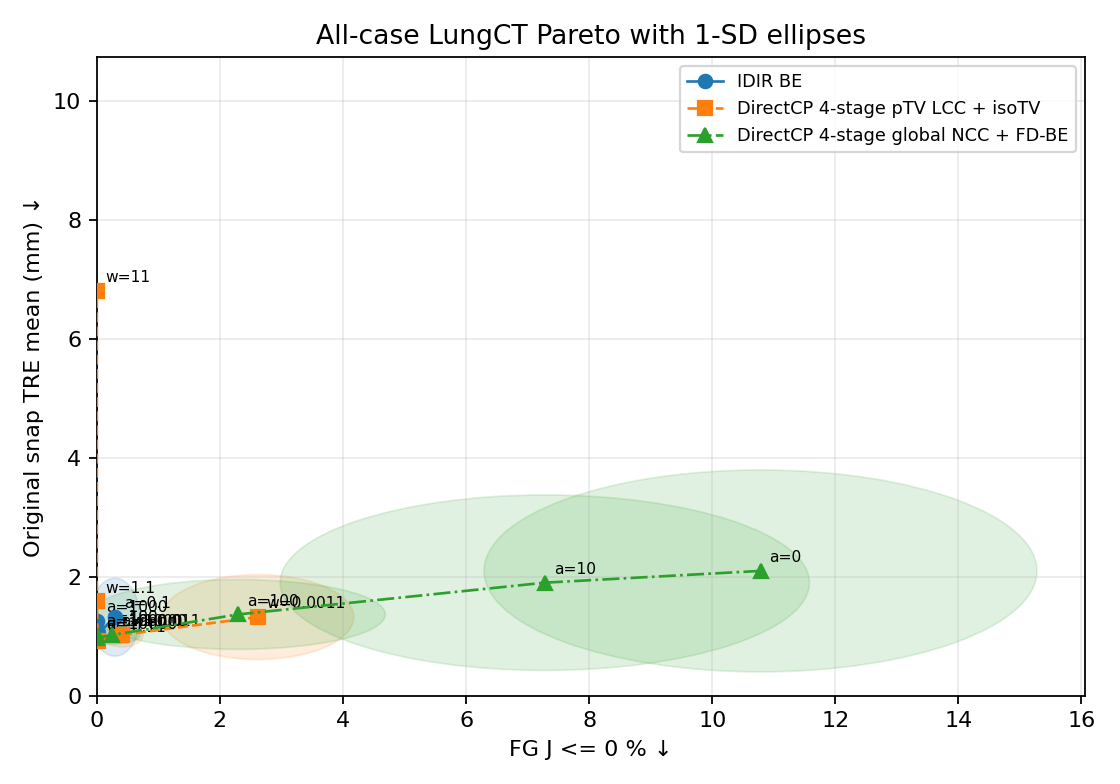 All-case LungCT Pareto with 1-SD ellipses
IDIR BE
DirectCP 4-stage pTV LCC + isoTV
DirectCP 4-stage global NCC + FD-BE
Original snap TRE mean (mm) ↓
10
8
6
4
2
0
w=11
w=1.1
a=0.1
a=1000
a=100
w=0.0011
a=10
a=0
0 2 4 6 8 10 12 14 16
FG J <= 0 % ↓